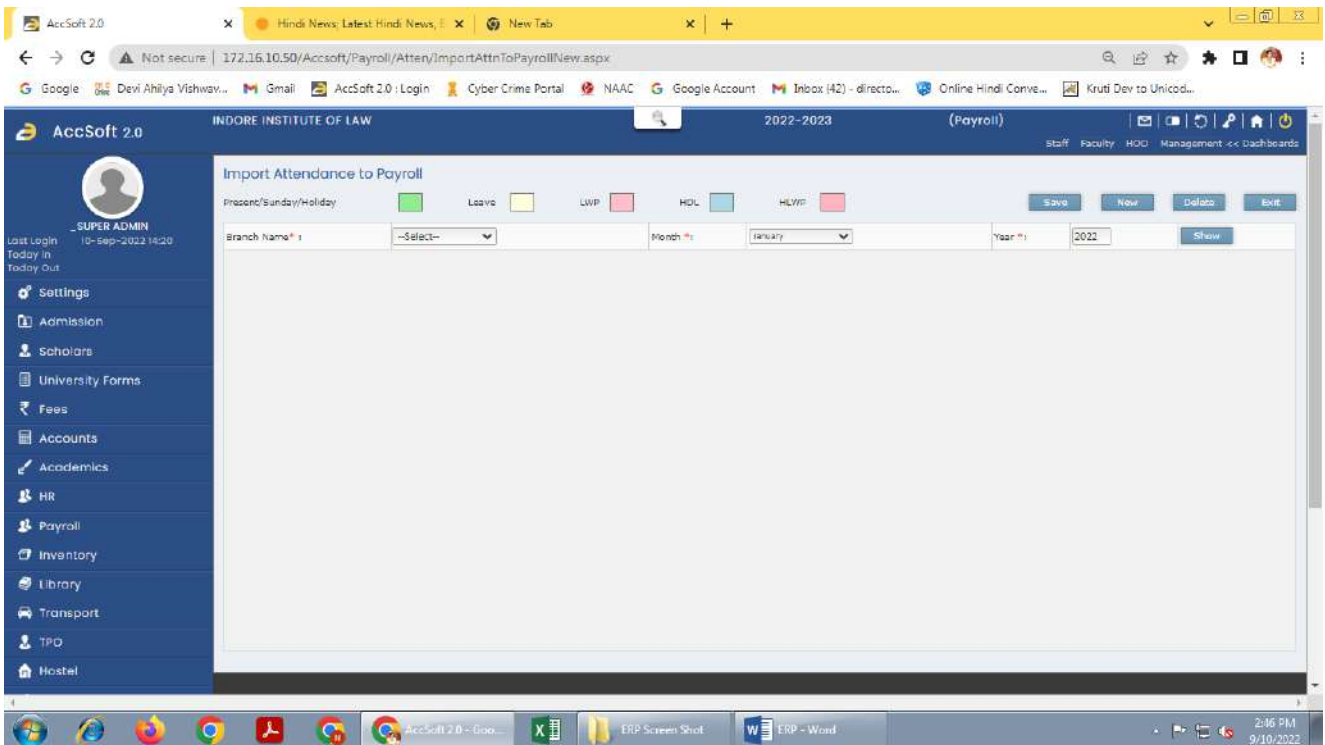 AccSoft 2.0
Hindi News; Latest Hindi News,
New Tab
Not secure | 172.16.10.50/Accsoft/Payroll/Atten/ImportAttnToPayrollNew.aspx
Google Devi Ahilya Vishwav... Gmail AccSoft 2.0 : Login Cyber Crime Portal NAAC Google Account Inbox (42) - directo... Online Hindi Conve... Kruti Dev to Unicod...
AccSoft 2.0
INDORE INSTITUTE OF LAW 2022-2023 (Payroll)
Staff Faculty HOD Management << Dashboards
_SUPER ADMIN
Last Login 10-Sep-2022 14:20
Today In
Today Out
Settings
Admission
Scholars
University Forms
Fees
Accounts
Academics
HR
Payroll
Inventory
Library
Transport
TPO
Hostel
Import Attendance to Payroll
Present/Sunday/Holiday Leave LWP HDL HLWP Save New Delete Exit
Branch Name* : --Select-- Month *: January Year *: 2022 Show
AccSoft 2.0 - Goo... ERP Screen Shot ERP - Word
2:46 PM
9/10/2022